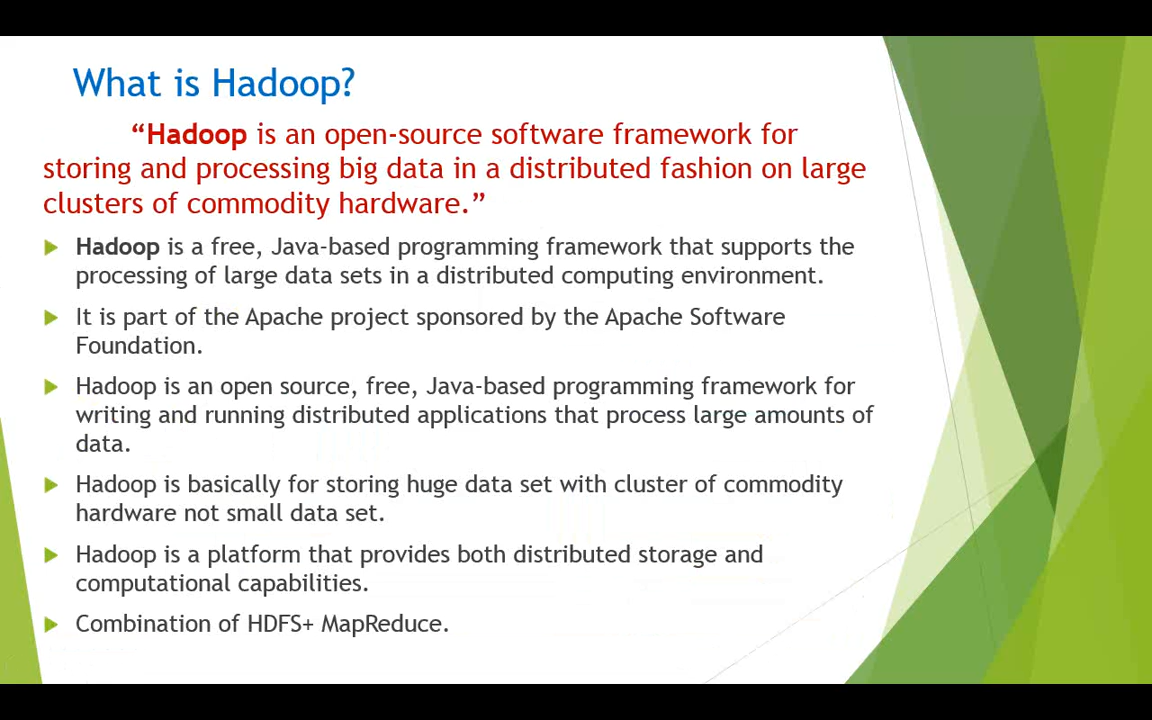 What is Hadoop?
“Hadoop is an open-source software framework for
storing and processing big data in a distributed fashion on large
clusters of commodity hardware.”
Hadoop is a free, Java-based programming framework that supports the
processing of large data sets in a distributed computing environment.
It is part of the Apache project sponsored by the Apache Software
Foundation.
Hadoop is an open source, free, Java-based programming framework for
writing and running distributed applications that process large amounts of
data.
Hadoop is basically for storing huge data set with cluster of commodity
hardware not small data set.
Hadoop is a platform that provides both distributed storage and
computational capabilities.
Combination of HDFS+ MapReduce.